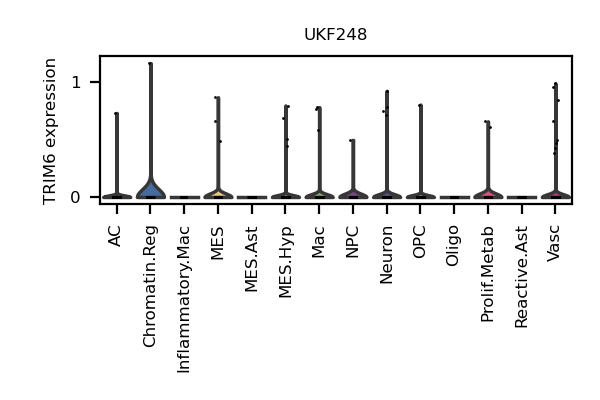 UKF248
TRIM6 expression
1
0
AC
Chromatin.Reg
Inflammatory.Mac
MES
MES.Ast
MES.Hyp
Mac
NPC
Neuron
OPC
Oligo
Prolif.Metab
Reactive.Ast
Vasc